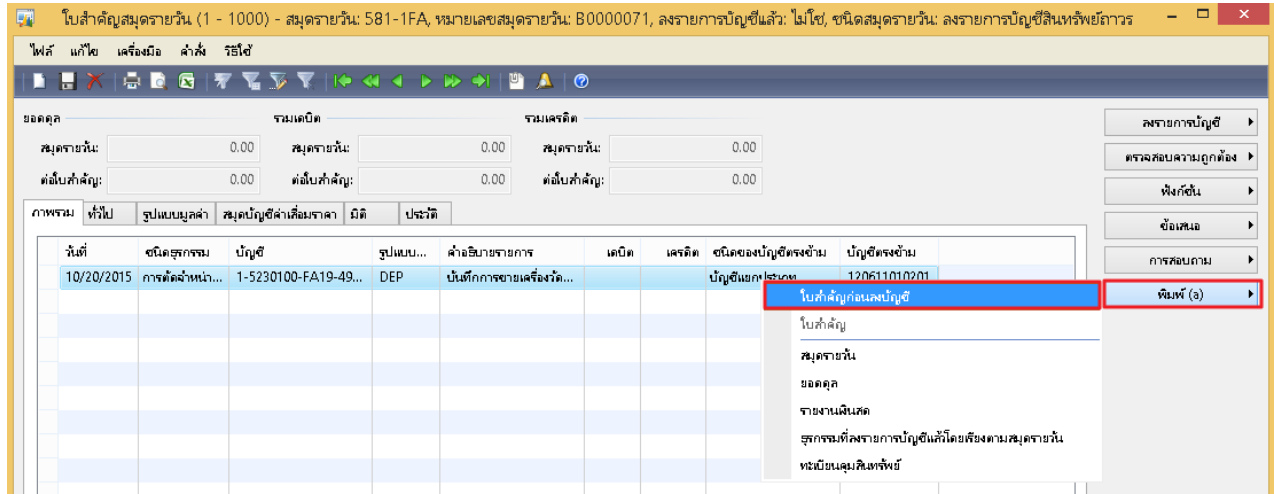 ใบสำคัญสมุดรายวัน (1 - 1000) - สมุดรายวัน: 581-1FA, หมายเลขสมุดรายวัน: B0000071, ลงรายการบัญชีแล้ว: ไม่ใช่, ชนิดสมุดรายวัน: ลงรายการบัญชีสินทรัพย์ถาวร
ไฟล์ แก้ไข เครื่องมือ คำสั่ง วิธีใช้
ยอดดุล รวมเดบิต รวมเครดิต
สมุดรายวัน: 0.00 สมุดรายวัน: 0.00 สมุดรายวัน: 0.00
ต่อใบสำคัญ: 0.00 ต่อใบสำคัญ: 0.00 ต่อใบสำคัญ: 0.00
ภาพรวม ทั่วไป รูปแบบมูลค่า สมุดบัญชีค่าเสื่อมราคา มิติ ประวัติ
วันที่ ชนิดธุรกรรม บัญชี รูปแบบ... คำอธิบายรายการ เดบิต เครดิต ชนิดของบัญชีตรงข้าม บัญชีตรงข้าม
10/20/2015 การตัดจำหน่า... 1-5230100-FA19-49... DEP บันทึกการขายเครื่องวัด... บัญชีแยกประเภท 120611010201
ลงรายการบัญชี
ตรวจสอบความถูกต้อง
ฟังก์ชัน
ข้อเสนอ
การสอบถาม
พิมพ์ (a)
ใบสำคัญก่อนลงบัญชี
ใบสำคัญ
สมุดรายวัน
ยอดดุล
รายงานเงินสด
ธุรกรรมที่ลงรายการบัญชีแล้วโดยเรียงตามสมุดรายวัน
ทะเบียนคุมสินทรัพย์